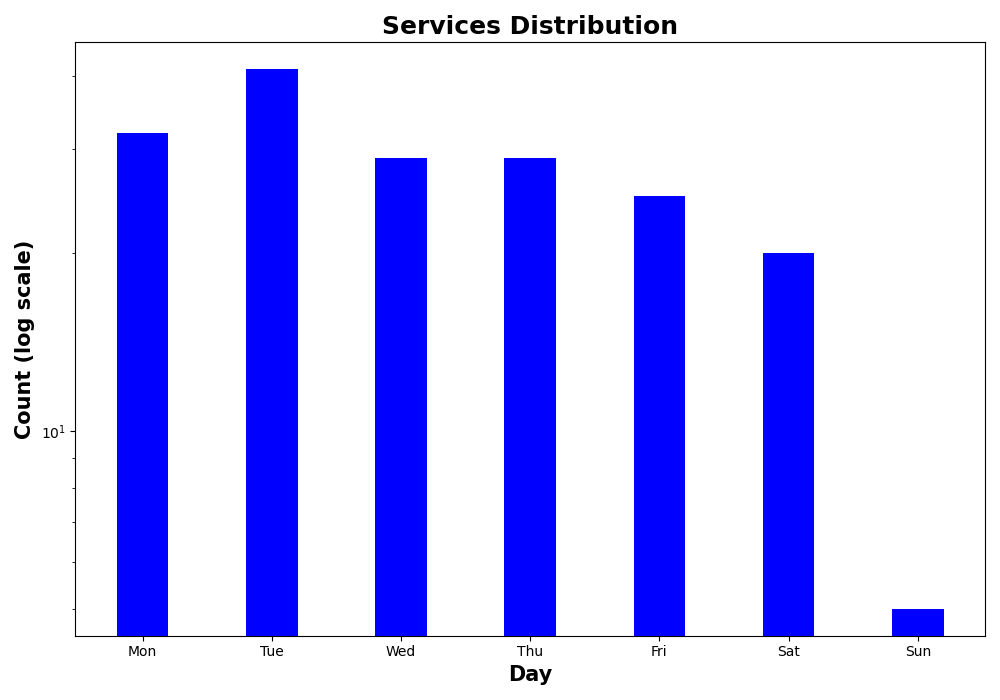 Services Distribution
Count (log scale)
10¹
Mon Tue Wed Thu Fri Sat Sun
Day